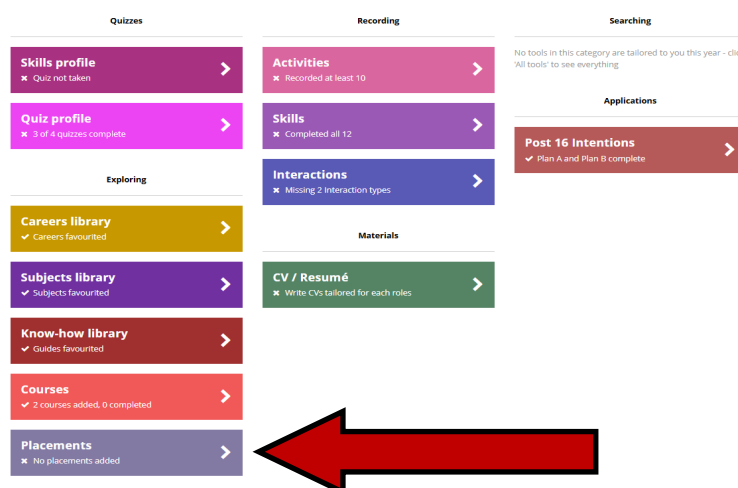 Quizzes
Skills profile
Quiz not taken
Quiz profile
3 of 4 quizzes complete
Exploring
Careers library
Careers favourited
Subjects library
Subjects favourited
Know-how library
Guides favourited
Courses
2 courses added, 0 completed
Placements
No placements added
Recording
Activities
Recorded at least 10
Skills
Completed all 12
Interactions
Missing 2 Interaction types
Materials
CV / Resumé
Write CVs tailored for each roles
Searching
No tools in this category are tailored to you this year -
'All tools' to see everything
Applications
Post 16 Intentions
Plan A and Plan B complete